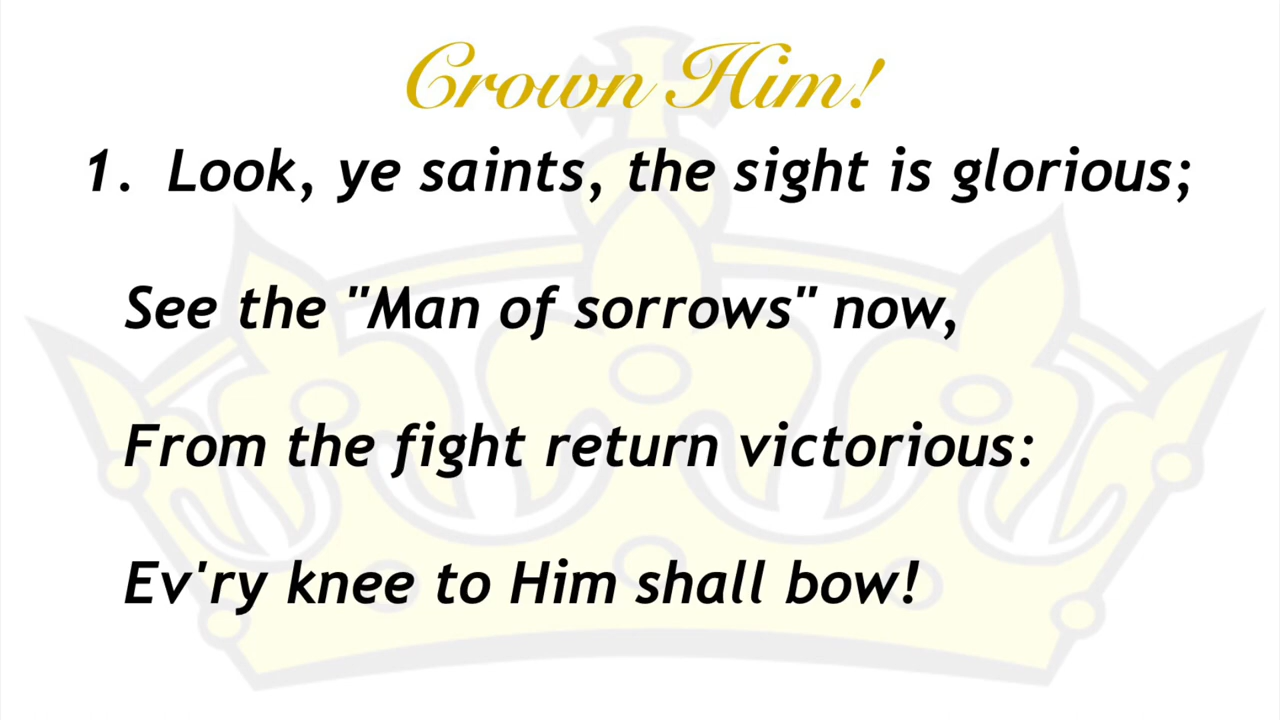 Crown Him!
1. Look, ye saints, the sight is glorious;
See the "Man of sorrows" now,
From the fight return victorious:
Ev'ry knee to Him shall bow!